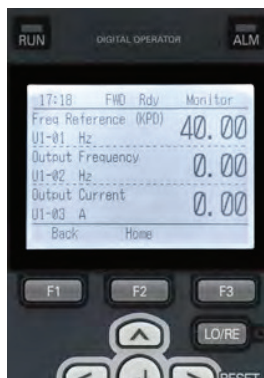 RUN DIGITAL OPERATOR ALM
17:18 FWD Rdy Monitor
Freq Reference (KPD)
U1-01 Hz 40.00
Output Frequency
U1-02 Hz 0.00
Output Current
U1-03 A 0.00
Back Home
F1 F2 F3
LO/RE
RESET